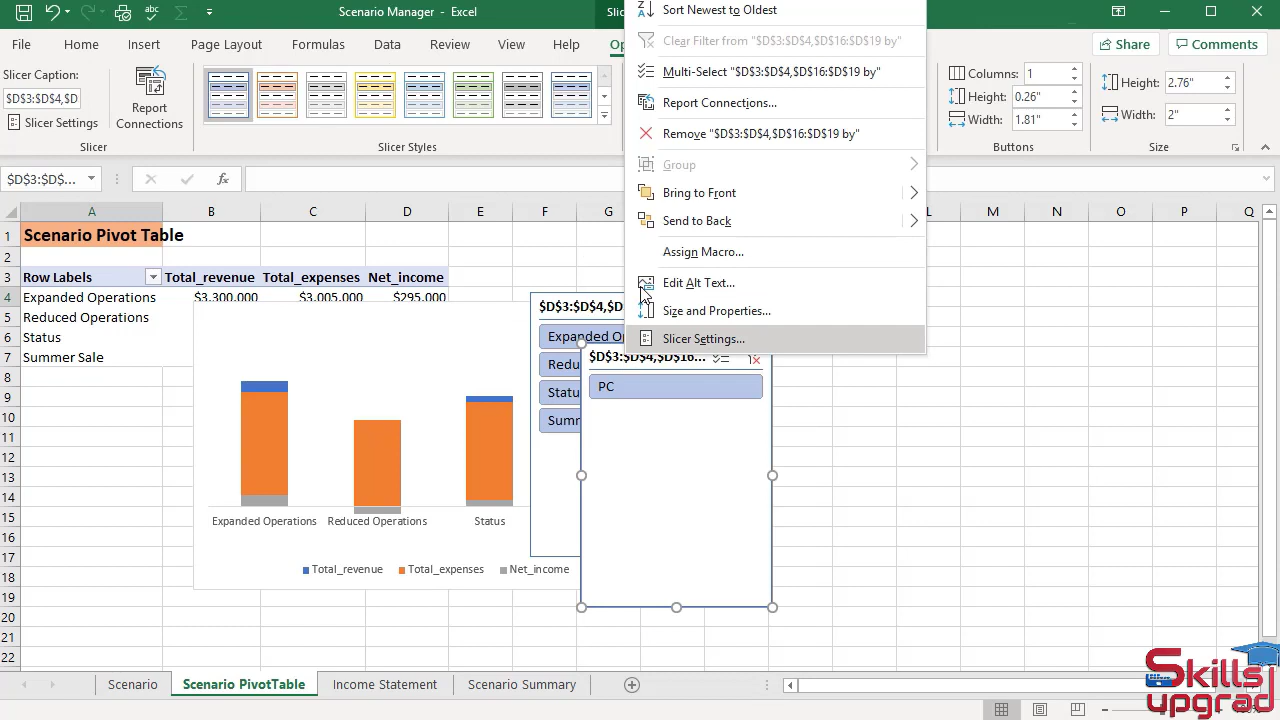 Scenario Manager - Excel
Slic
File Home Insert Page Layout Formulas Data Review View Help Op
Share Comments
Sort Newest to Oldest
Clear Filter from "$D$3:$D$4,$D$16:$D$19 by"
Multi-Select "$D$3:$D$4,$D$16:$D$19 by"
Report Connections...
Remove "$D$3:$D$4,$D$16:$D$19 by"
Group
Bring to Front
Send to Back
Assign Macro...
Edit Alt Text...
Size and Properties...
Slicer Settings...
Slicer Caption:
$D$3:$D$4,$D
Slicer Settings
Report
Connections
Slicer
Slicer Styles
Columns: 1
Height: 0.26"
Width: 1.81"
Buttons
Height: 2.76"
Width: 2"
Size
$D$3:$D$...
fx
A B C D E F G L M N O P Q
1 Scenario Pivot Table
2
3 Row Labels Total_revenue Total_expenses Net_income
4 Expanded Operations $3,300,000 $3,005,000 $295,000
5 Reduced Operations
6 Status
7 Summer Sale
8
9
10
11
12
13
14
15
16
17
18
19
20
21
22
Expanded Operations Reduced Operations Status
Total_revenue Total_expenses Net_income
$D$3:$D$4,$D
Expanded O
Redu
Statu
Summ
$D$3:$D$4,$D$16...
PC
Scenario Scenario PivotTable Income Statement Scenario Summary
Skills
upgrad